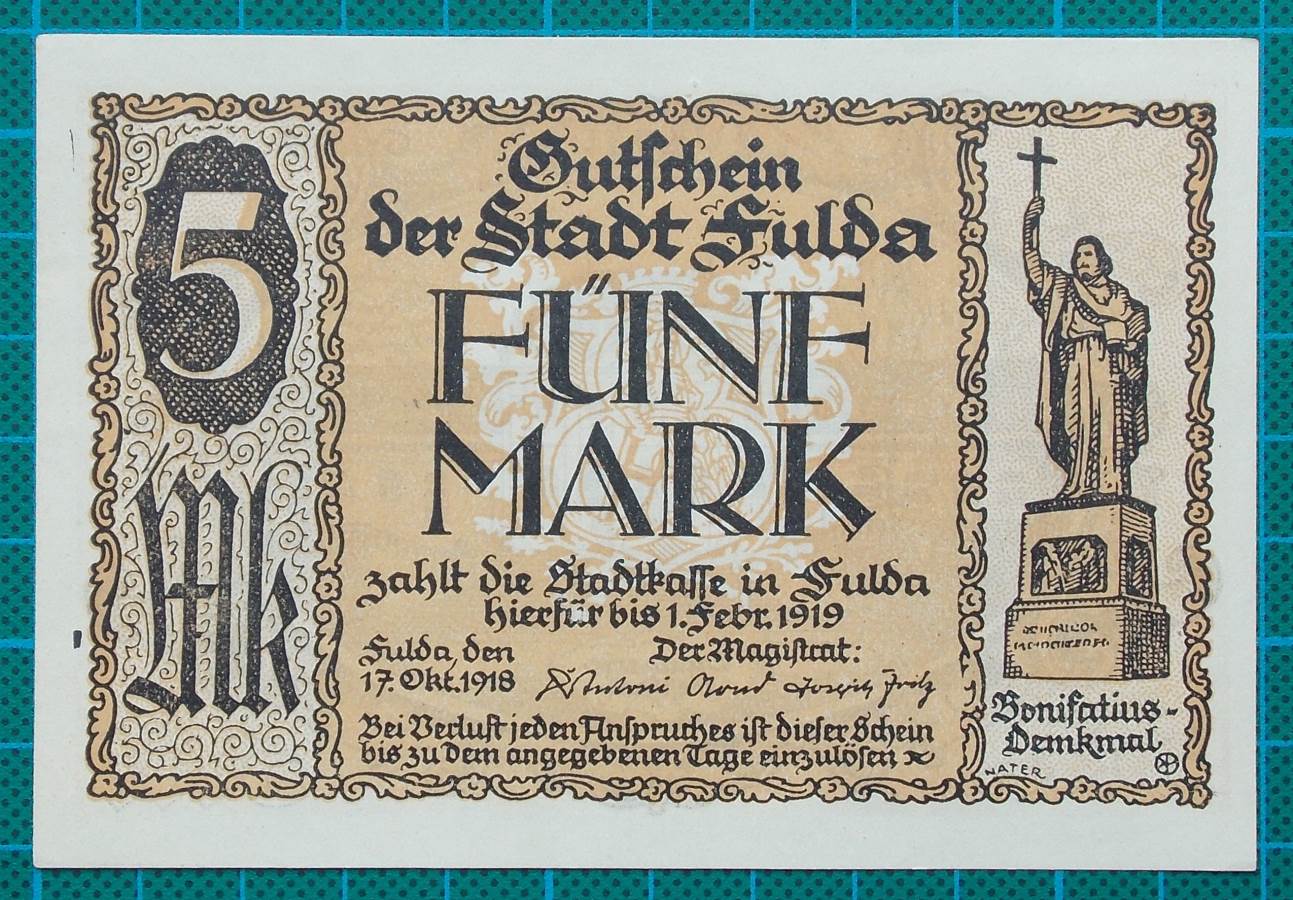 5
Mk
Gutschein
der Stadt Fulda
FÜNF
MARK
zahlt die Stadtkasse in Fulda
hierfür bis 1. Febr. 1919
Fulda, den
17. Okt. 1918
Der Magistrat:
Antoni
Bei Verlust jeden Anspruches ist dieser Schein
bis zu dem angegebenen Tage einzulösen
Bonifatius-
Denkmal
NATER